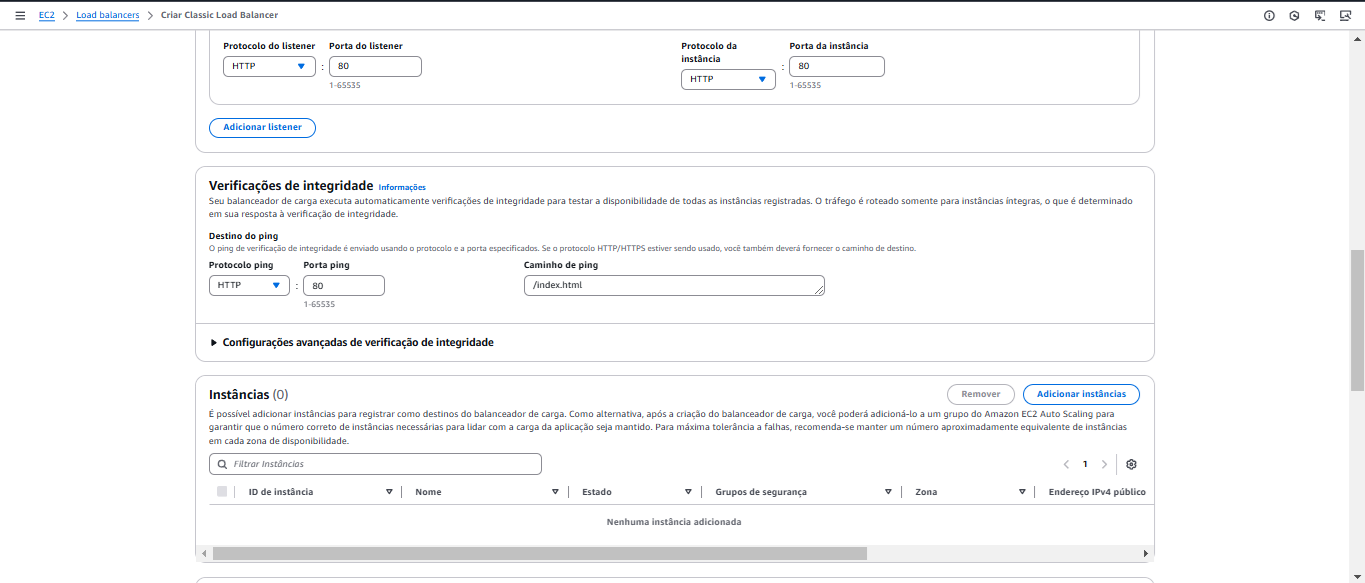 EC2 > Load balancers > Criar Classic Load Balancer
Protocolo do listener Porta do listener Protocolo da instância Porta da instância
HTTP : 80 HTTP : 80
1-65535 1-65535
Adicionar listener
Verificações de integridade Informações
Seu balanceador de carga executa automaticamente verificações de integridade para testar a disponibilidade de todas as instâncias registradas. O tráfego é roteado somente para instâncias íntegras, o que é determinado
em sua resposta à verificação de integridade.
Destino do ping
O ping de verificação de integridade é enviado usando o protocolo e a porta especificados. Se o protocolo HTTP/HTTPS estiver sendo usado, você também deverá fornecer o caminho de destino.
Protocolo ping Porta ping Caminho de ping
HTTP : 80 /index.html
1-65535
Configurações avançadas de verificação de integridade
Instâncias (0) Remover Adicionar instâncias
É possível adicionar instâncias para registrar como destinos do balanceador de carga. Como alternativa, após a criação do balanceador de carga, você poderá adicioná-lo a um grupo do Amazon EC2 Auto Scaling para
garantir que o número correto de instâncias necessárias para lidar com a carga da aplicação seja mantido. Para máxima tolerância a falhas, recomenda-se manter um número aproximadamente equivalente de instâncias
em cada zona de disponibilidade.
Filtrar Instâncias 1
ID de instância Nome Estado Grupos de segurança Zona Endereço IPv4 público
Nenhuma instância adicionada